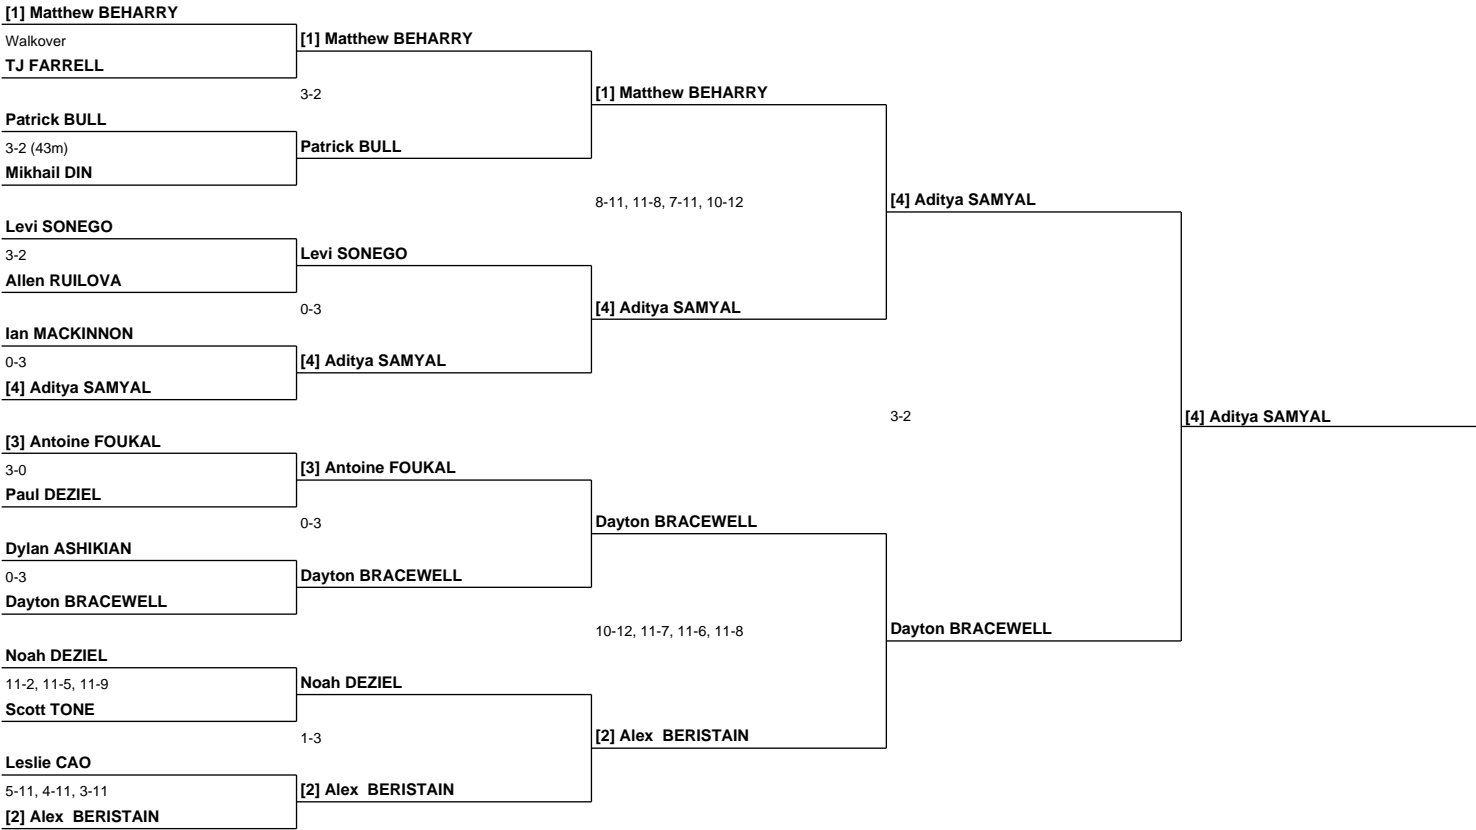 [1] Matthew BEHARRY
Walkover
TJ FARRELL
Patrick BULL
3-2 (43m)
Mikhail DIN
Levi SONEGO
3-2
Allen RUILOVA
Ian MACKINNON
0-3
[4] Aditya SAMYAL
[3] Antoine FOUKAL
3-0
Paul DEZIEL
Dylan ASHIKIAN
0-3
Dayton BRACEWELL
Noah DEZIEL
11-2, 11-5, 11-9
Scott TONE
Leslie CAO
5-11, 4-11, 3-11
[2] Alex  BERISTAIN
[1] Matthew BEHARRY
3-2
Patrick BULL
Levi SONEGO
0-3
[4] Aditya SAMYAL
[3] Antoine FOUKAL
0-3
Dayton BRACEWELL
Noah DEZIEL
1-3
[2] Alex  BERISTAIN
[1] Matthew BEHARRY
8-11, 11-8, 7-11, 10-12
[4] Aditya SAMYAL
Dayton BRACEWELL
10-12, 11-7, 11-6, 11-8
[2] Alex  BERISTAIN
[4] Aditya SAMYAL
3-2
Dayton BRACEWELL
[4] Aditya SAMYAL